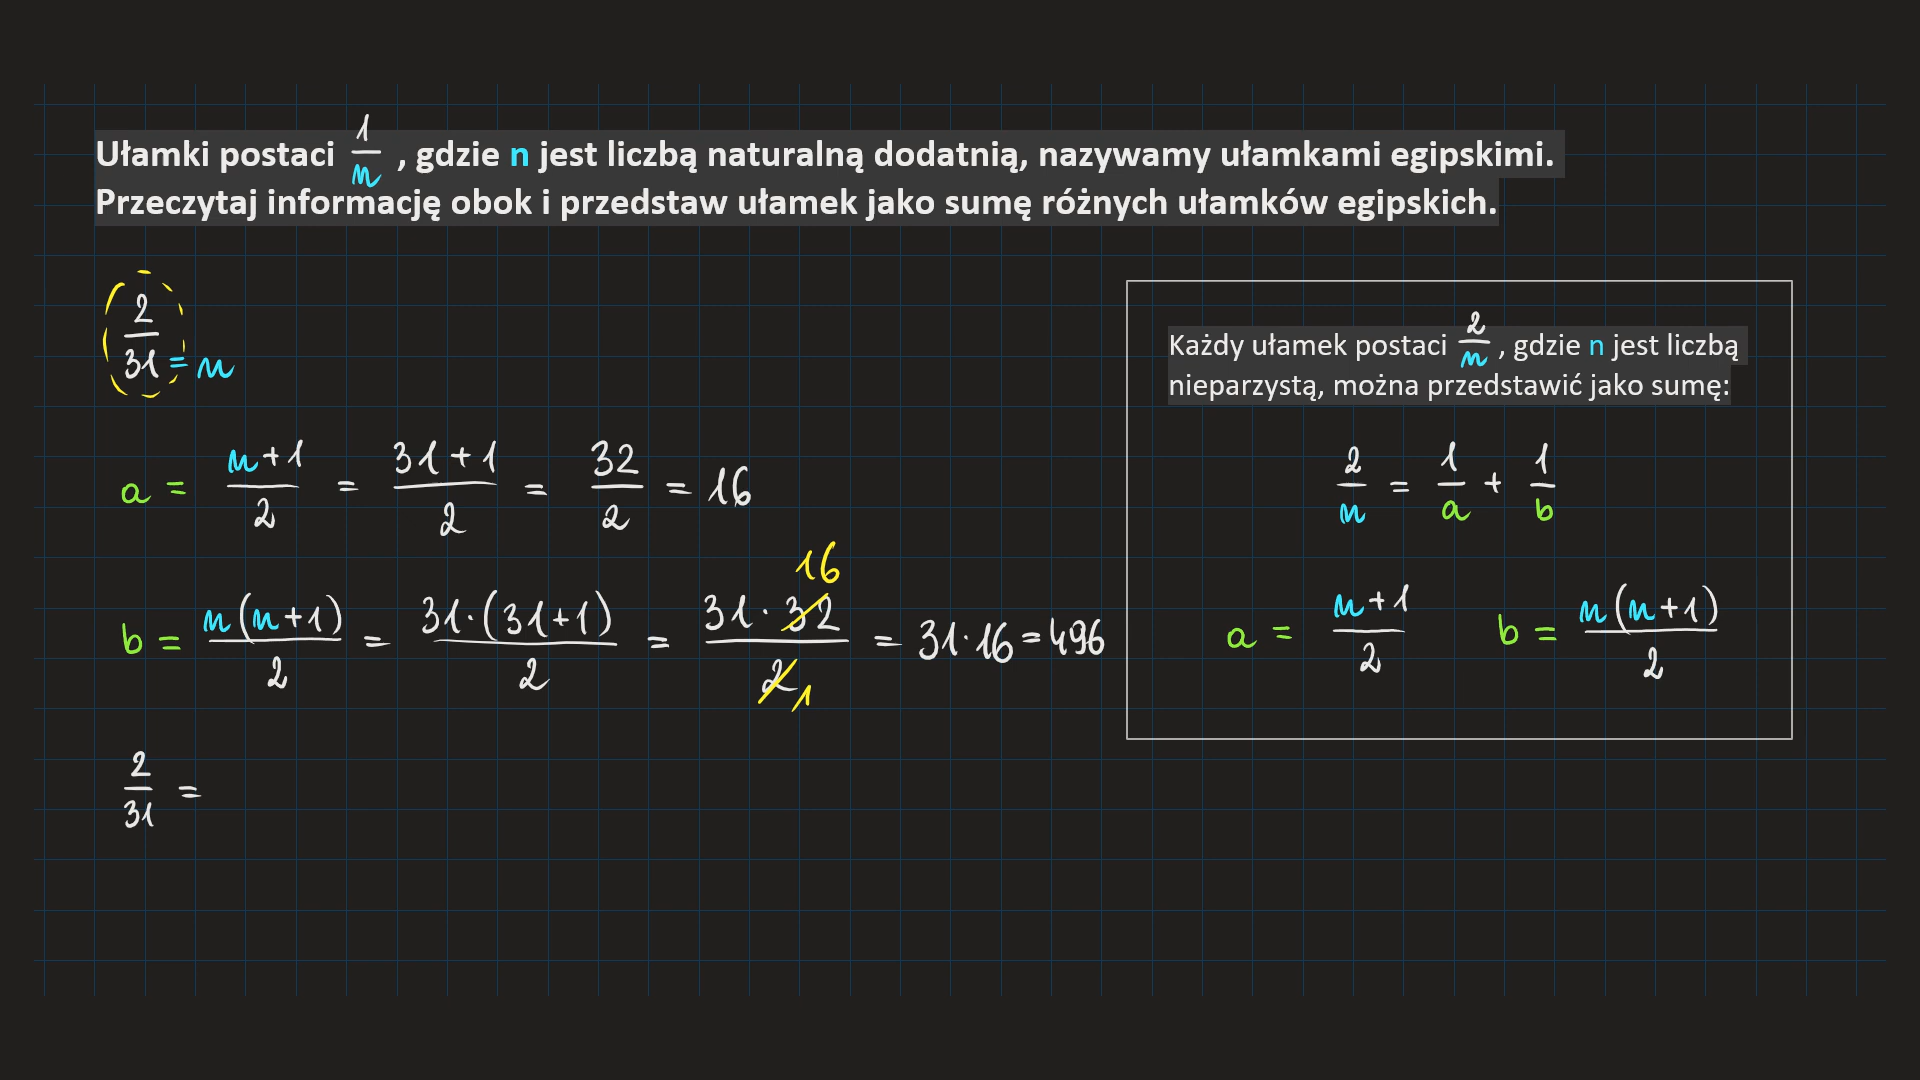 Ułamki postaci 1/n , gdzie n jest liczbą naturalną dodatnią, nazywamy ułamkami egipskimi.
Przeczytaj informację obok i przedstaw ułamek jako sumę różnych ułamków egipskich.
2/31 = n
a = (n+1)/2 = (31+1)/2 = 32/2 = 16
b = n(n+1)/2 = 31·(31+1)/2 = 31·32/2 16 1 = 31·16=496
2/31 =
Każdy ułamek postaci 2/n , gdzie n jest liczbą
nieparzystą, można przedstawić jako sumę:
2/n = 1/a + 1/b
a = (n+1)/2 b = n(n+1)/2